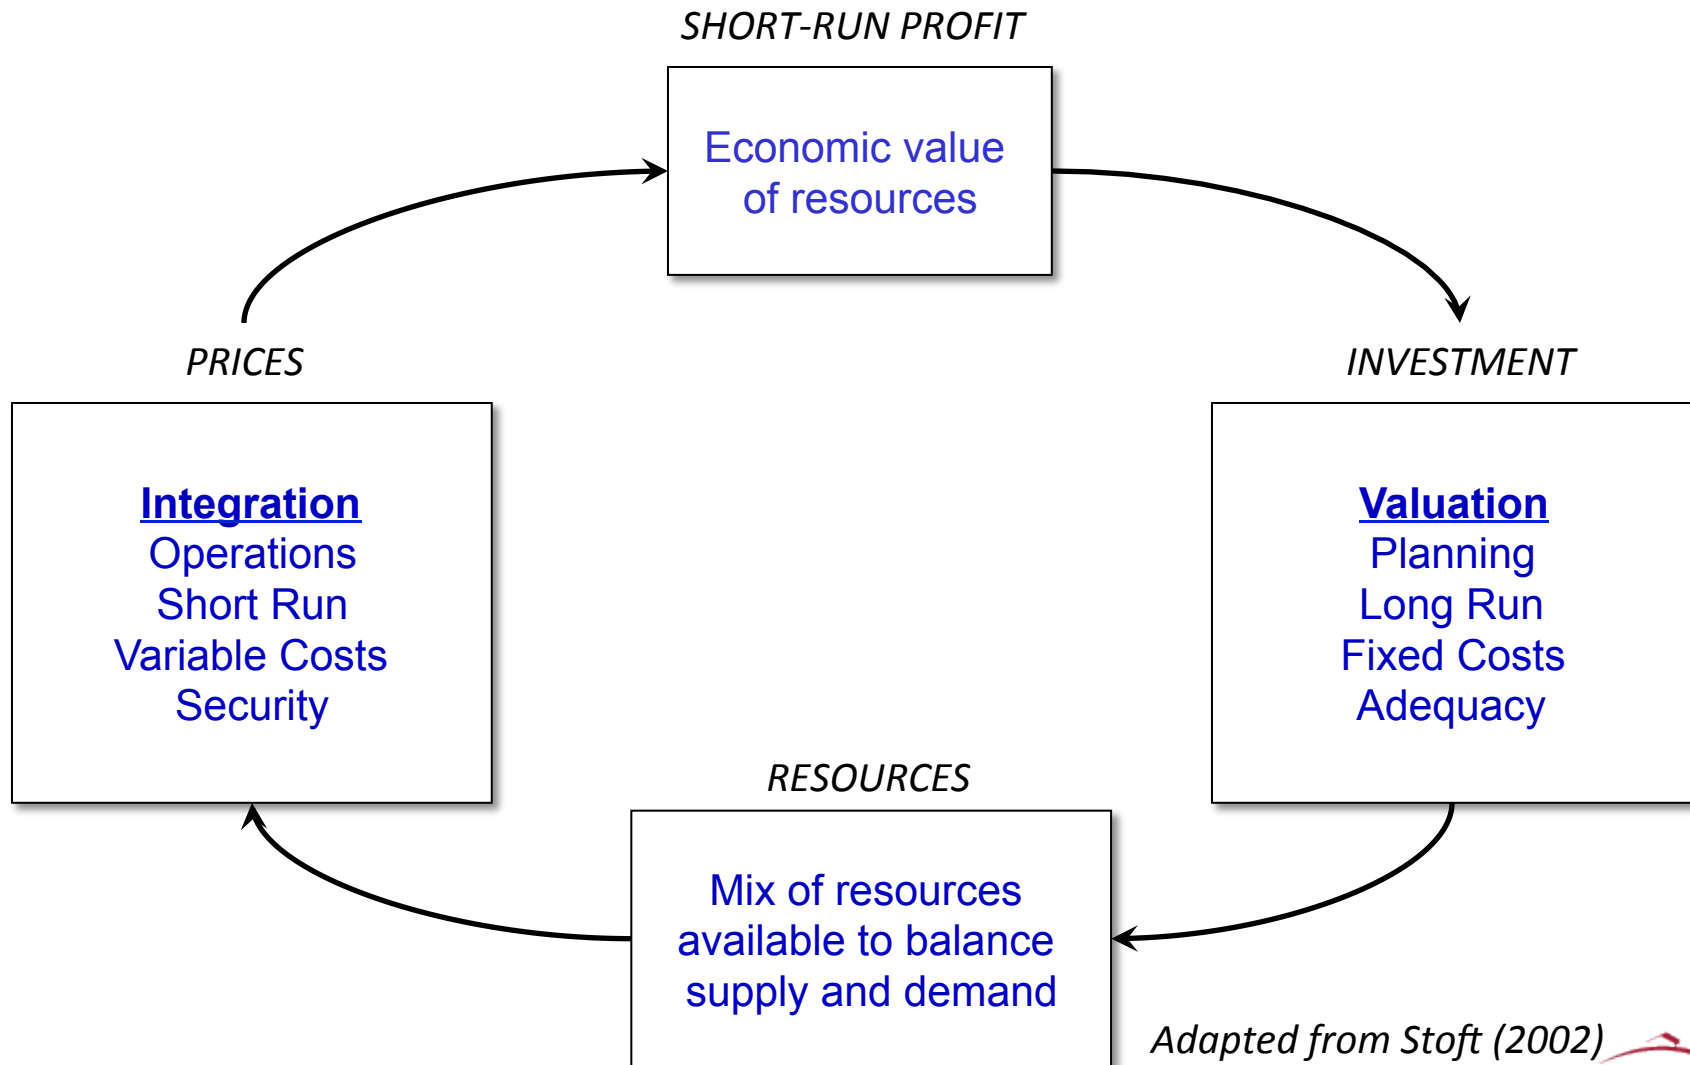 SHORT-RUN PROFIT
Economic value
of resources
PRICES
INVESTMENT
Integration
Operations
Short Run
Variable Costs
Security
Valuation
Planning
Long Run
Fixed Costs
Adequacy
RESOURCES
Mix of resources
available to balance
supply and demand
Adapted from Stoft (2002)